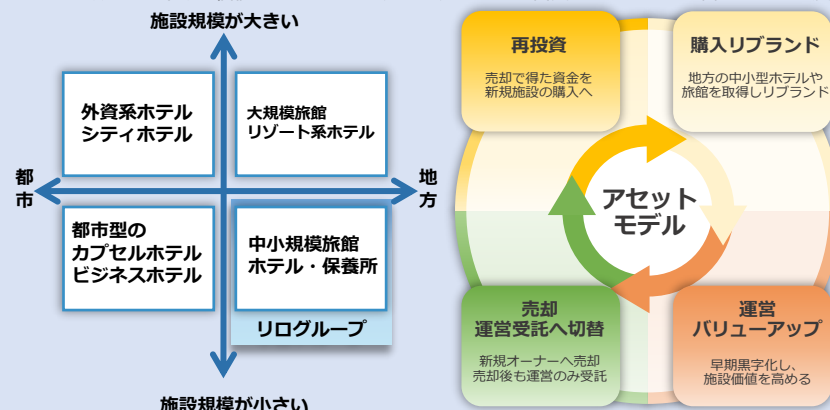 施設規模が大きい
外資系ホテル
シティホテル
大規模旅館
リゾート系ホテル
都
市
地
方
都市型の
カプセルホテル
ビジネスホテル
中小規模旅館
ホテル・保養所
リログループ
施設規模が小さい
再投資
売却で得た資金を
新規施設の購入へ
購入リブランド
地方の中小型ホテルや
旅館を取得しリブランド
アセット
モデル
売却
運営受託へ切替
新規オーナーへ売却
売却後も運営のみ受託
運営
バリューアップ
早期黒字化し、
施設価値を高める